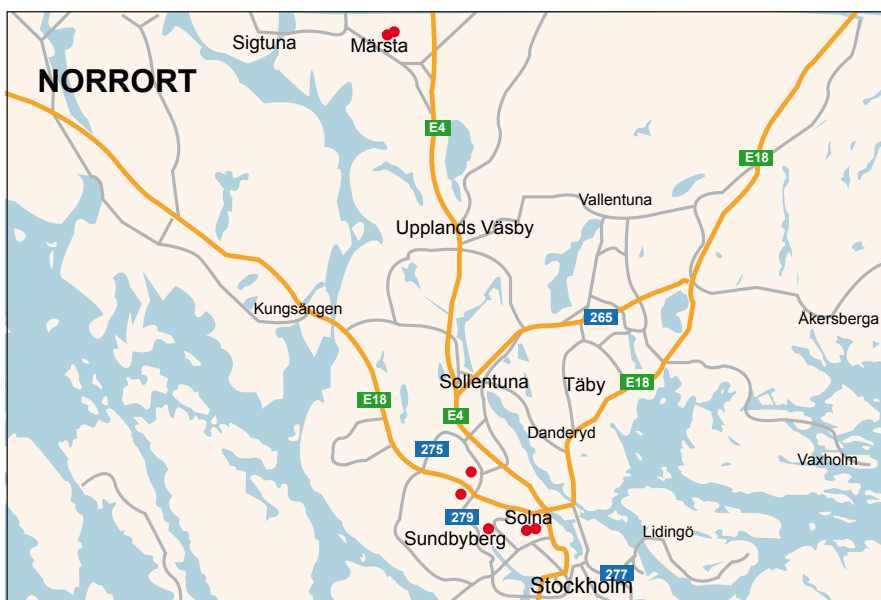 Sigtuna
Märsta
NORRORT
E4
E18
Vallentuna
Upplands Väsby
Kungsängen
265
Åkersberga
Sollentuna
Täby
E18
E18
E4
Danderyd
275
Vaxholm
279
Solna
Sundbyberg
Lidingö
277
Stockholm